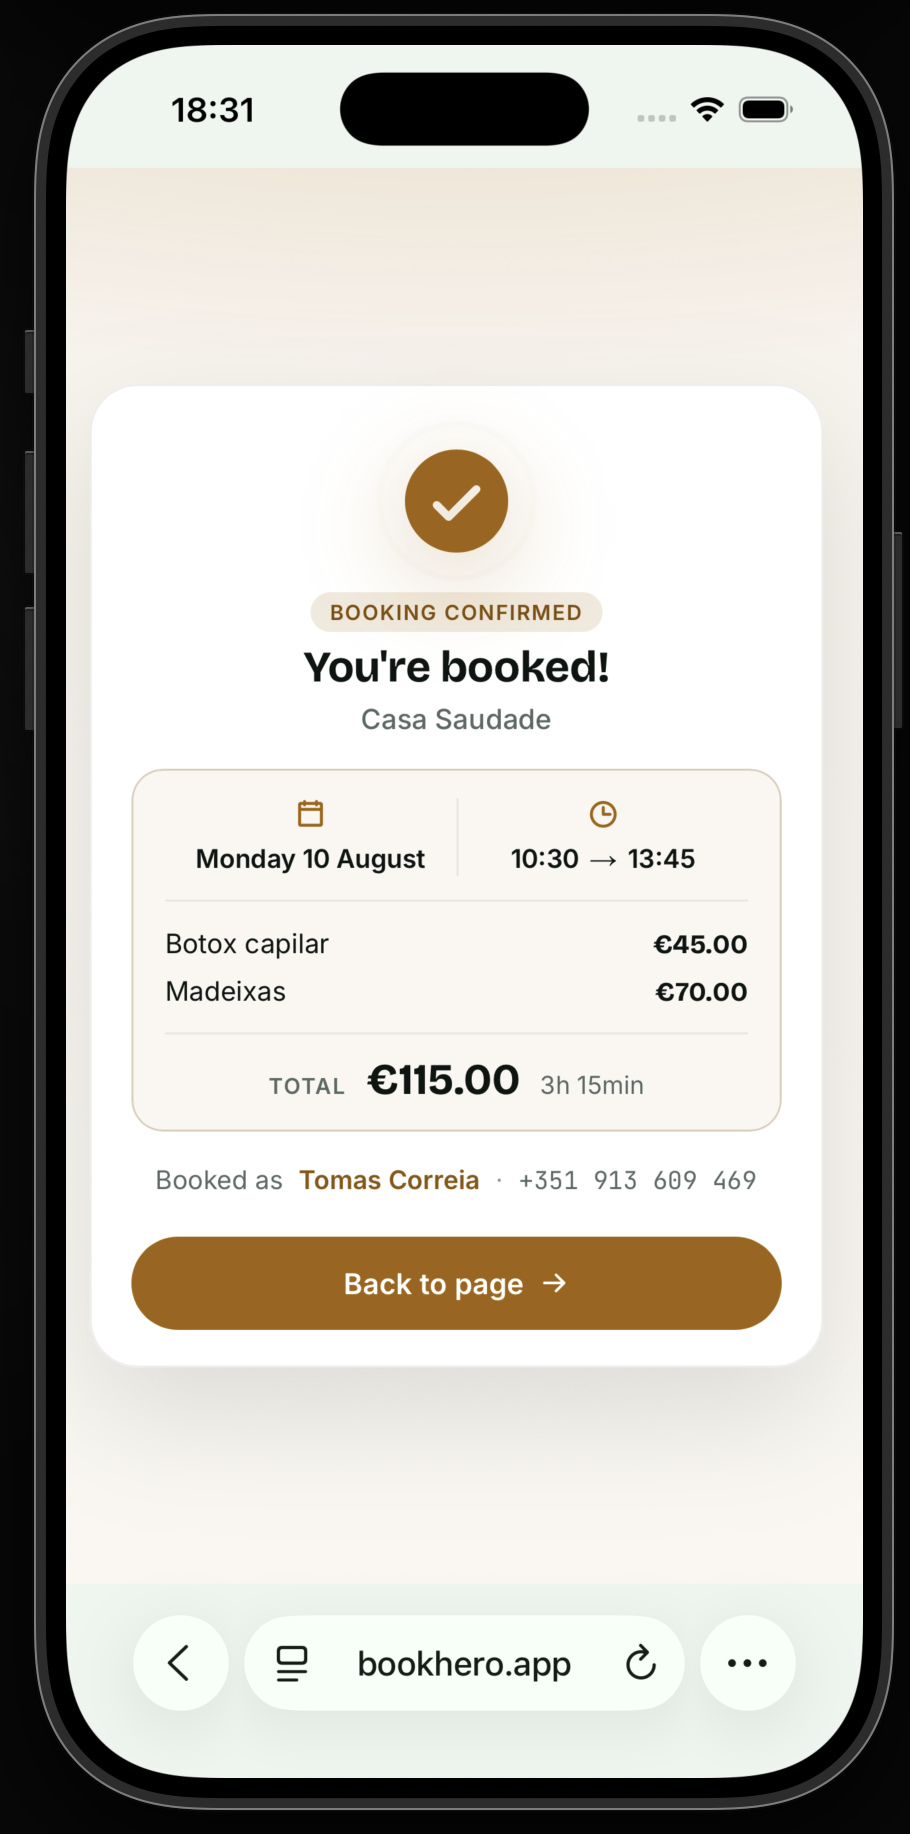 18:31
BOOKING CONFIRMED
You're booked!
Casa Saudade
Monday 10 August
10:30 → 13:45
Botox capilar €45.00
Madeixas €70.00
TOTAL €115.00 3h 15min
Booked as Tomas Correia · +351 913 609 469
Back to page →
bookhero.app